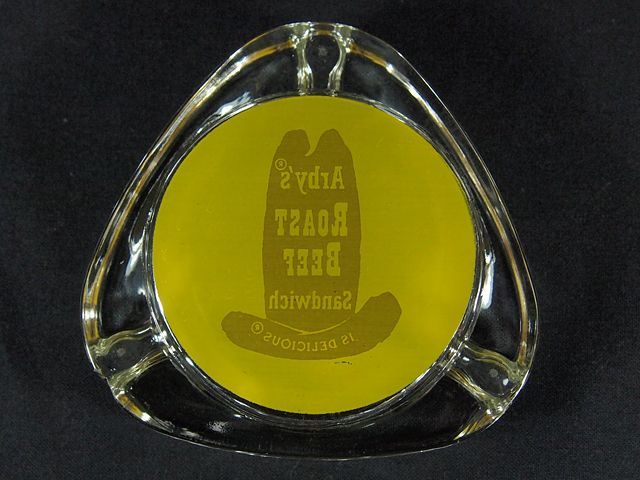 Arby's®
ROAST
BEEF
Sandwich
IS DELICIOUS®